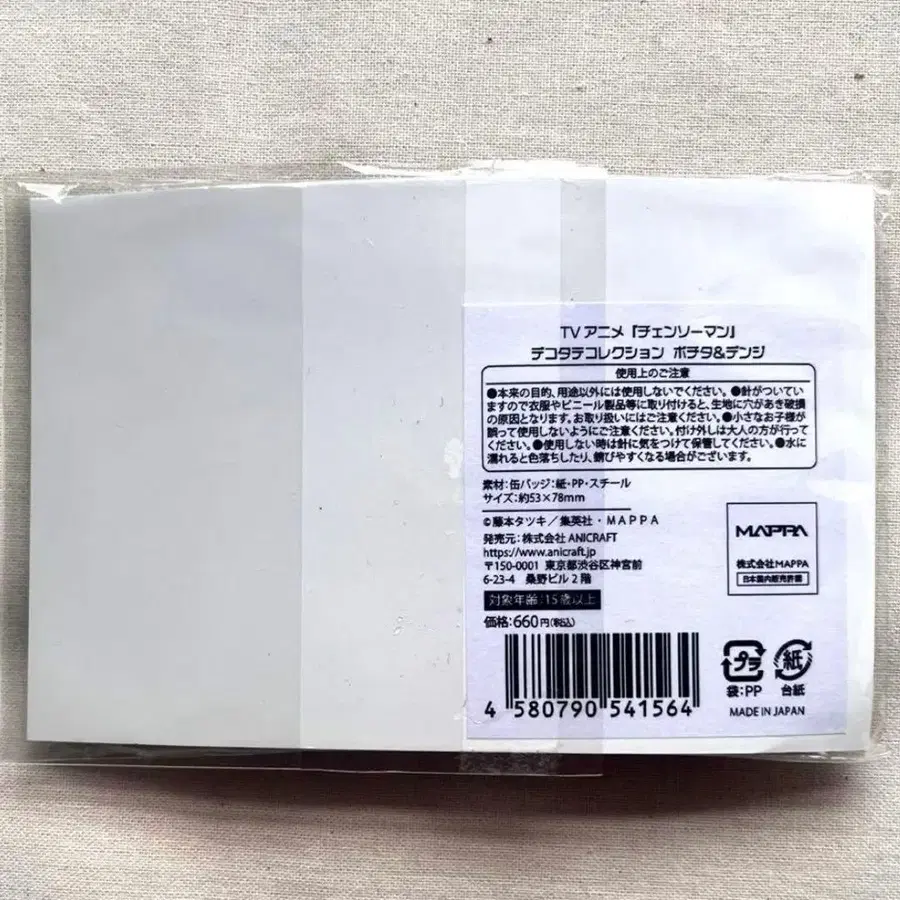 TV アニメ「チェンソーマン」
デコタテコレクション ポチタ&デンジ
使用上のご注意
●本来の目的、用途以外には使用しないでください。●針がついてい
ますので衣服やビニール製品等に取り付けると、生地に穴があき破損
の原因となります。お取り扱いにはご注意ください。●小さなお子様が
誤って使用しないようにご注意ください。付け外しは大人の方が行って
ください。●使用しない時は針に気をつけて保管してください。●水に
濡れると色落ちしたり、錆びやすくなる場合がございます。
素材:缶バッジ:紙・PP・スチール
サイズ:約53×78mm
©藤本タツキ/集英社・MAPPA
発売元:株式会社 ANICRAFT
https://www.anicraft.jp
〒150-0001 東京都渋谷区神宮前
6-23-4 桑野ビル 2 階
対象年齢:15歳以上
価格:660円(税込)
4 580790 541564
MAPPA
株式会社MAPPA
日本国内販売許諾
プラ
袋:PP
紙
台紙
MADE IN JAPAN